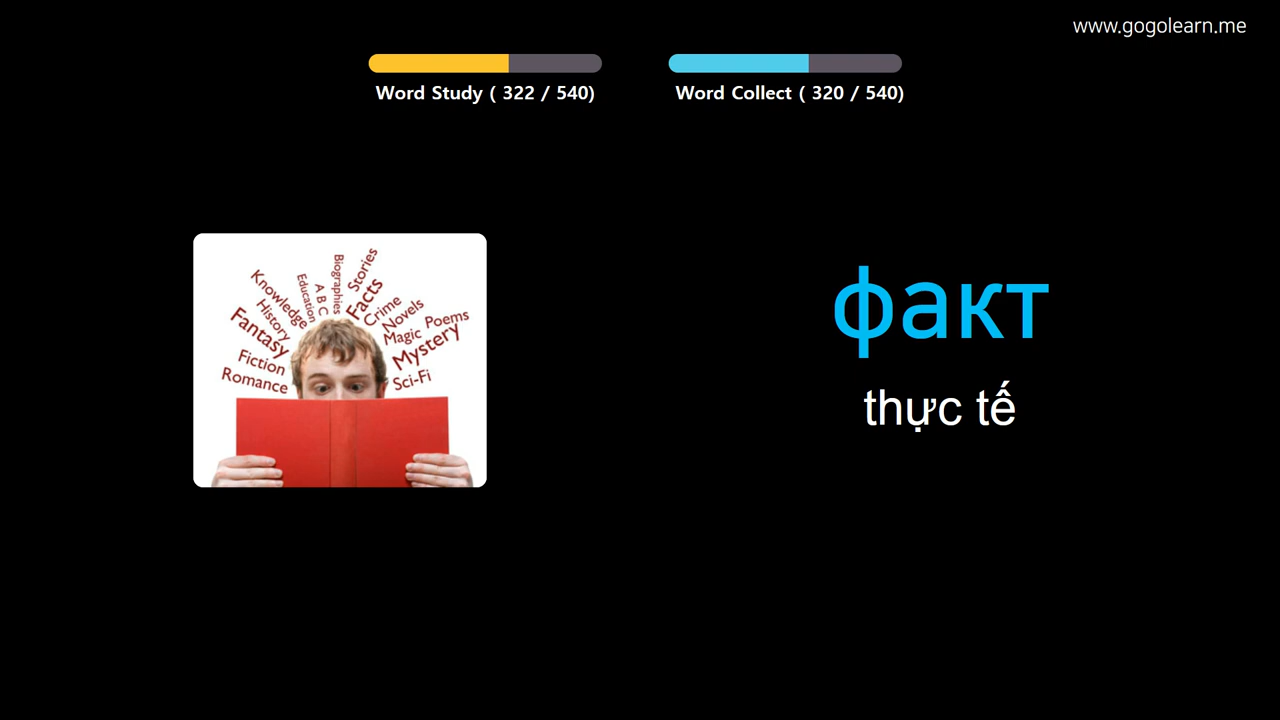 www.gogolearn.me
Word Study ( 322 / 540)
Word Collect ( 320 / 540)
Knowledge
History
Fantasy
Fiction
Romance
Education
A B C
Biographies
Stories
Facts
Crime
Novels
Magic
Poems
Mystery
Sci-Fi
факт
thực tế